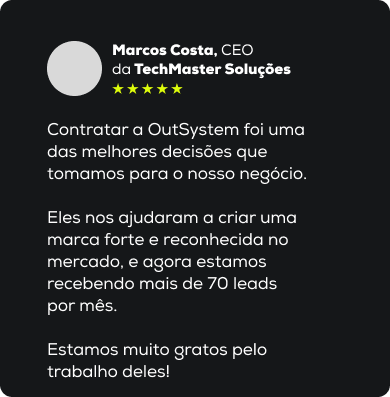 Marcos Costa, CEO
da TechMaster Soluções
★★★★★
Contratar a OutSystem foi uma
das melhores decisões que
tomamos para o nosso negócio.
Eles nos ajudaram a criar uma
marca forte e reconhecida no
mercado, e agora estamos
recebendo mais de 70 leads
por mês.
Estamos muito gratos pelo
trabalho deles!